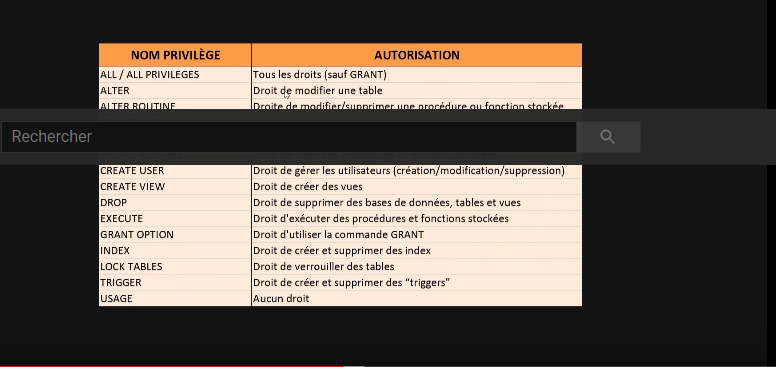 NOM PRIVILÈGE AUTORISATION
ALL / ALL PRIVILEGES Tous les droits (sauf GRANT)
ALTER Droit de modifier une table
ALTER ROUTINE Droite de modifier/supprimer une procédure ou fonction stockée
Rechercher
CREATE USER Droit de gérer les utilisateurs (création/modification/suppression)
CREATE VIEW Droit de créer des vues
DROP Droit de supprimer des bases de données, tables et vues
EXECUTE Droit d'exécuter des procédures et fonctions stockées
GRANT OPTION Droit d'utiliser la commande GRANT
INDEX Droit de créer et supprimer des index
LOCK TABLES Droit de verrouiller des tables
TRIGGER Droit de créer et supprimer des “triggers”
USAGE Aucun droit